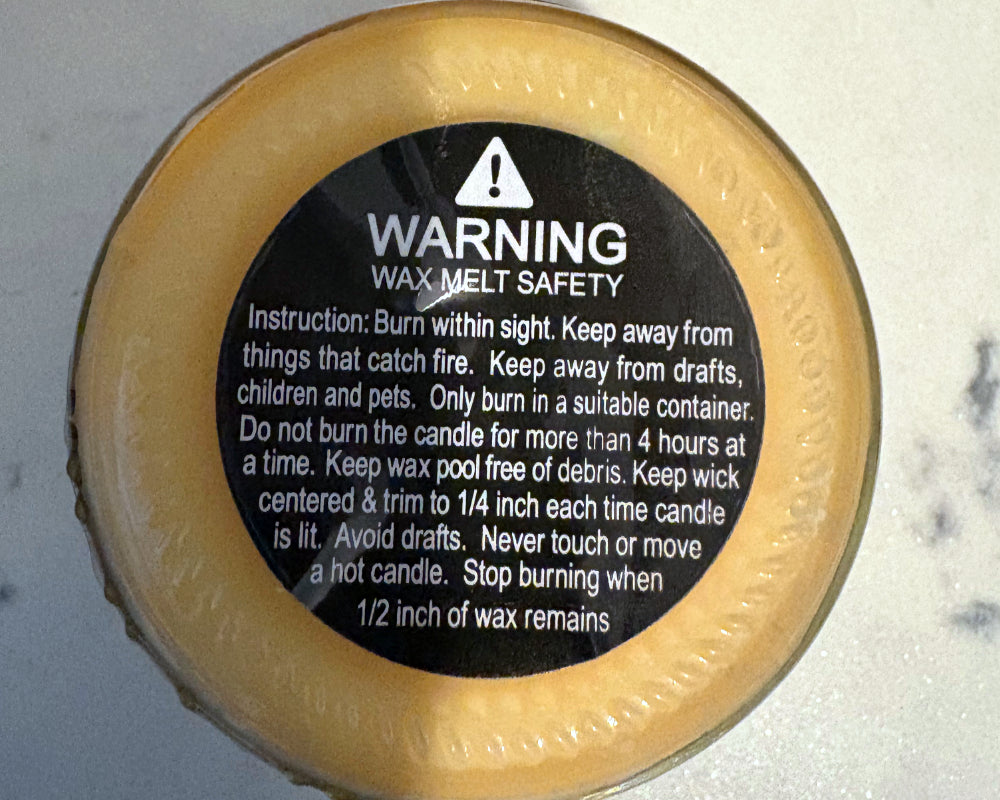 WARNING
WAX MELT SAFETY
Instruction: Burn within sight. Keep away from
things that catch fire. Keep away from drafts,
children and pets. Only burn in a suitable container.
Do not burn the candle for more than 4 hours at
a time. Keep wax pool free of debris. Keep wick
centered & trim to 1/4 inch each time candle
is lit. Avoid drafts. Never touch or move
a hot candle. Stop burning when
1/2 inch of wax remains